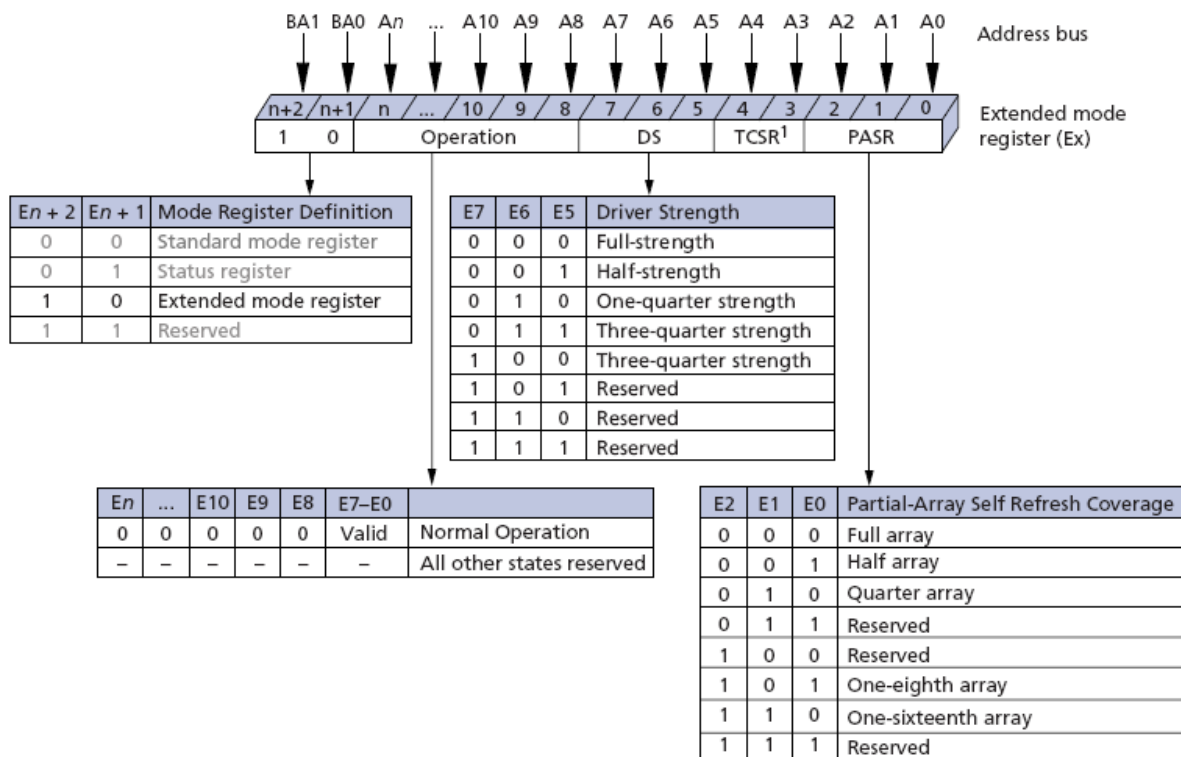 BA1 BA0 An ... A10 A9 A8 A7 A6 A5 A4 A3 A2 A1 A0 Address bus
n+2 n+1 n ... 10 9 8 7 6 5 4 3 2 1 0 Extended mode
register (Ex)
1 0 Operation DS TCSR¹ PASR
En + 2 En + 1 Mode Register Definition
0 0 Standard mode register
0 1 Status register
1 0 Extended mode register
1 1 Reserved
E7 E6 E5 Driver Strength
0 0 0 Full-strength
0 0 1 Half-strength
0 1 0 One-quarter strength
0 1 1 Three-quarter strength
1 0 0 Three-quarter strength
1 0 1 Reserved
1 1 0 Reserved
1 1 1 Reserved
En ... E10 E9 E8 E7–E0
0 0 0 0 0 Valid Normal Operation
– – – – – – All other states reserved
E2 E1 E0 Partial-Array Self Refresh Coverage
0 0 0 Full array
0 0 1 Half array
0 1 0 Quarter array
0 1 1 Reserved
1 0 0 Reserved
1 0 1 One-eighth array
1 1 0 One-sixteenth array
1 1 1 Reserved